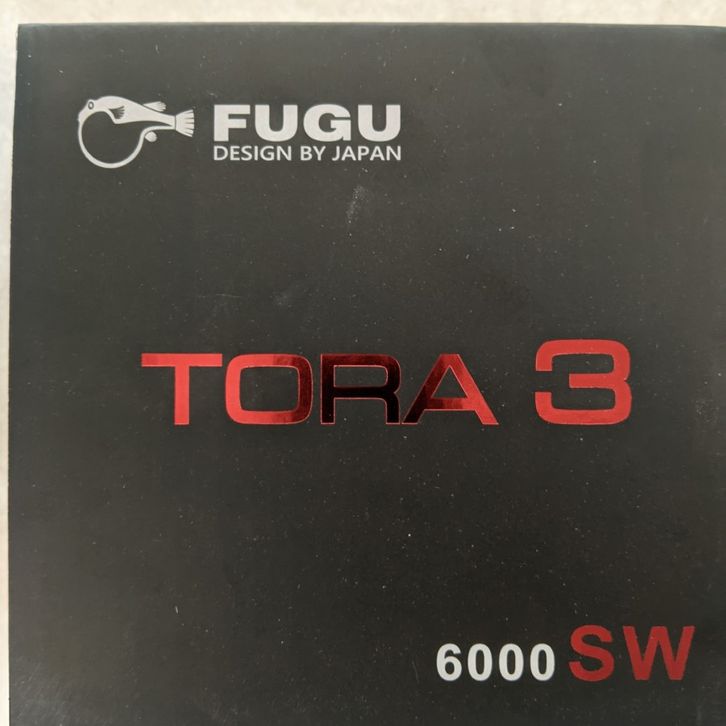 FUGU
DESIGN BY JAPAN
TORA 3
6000 SW